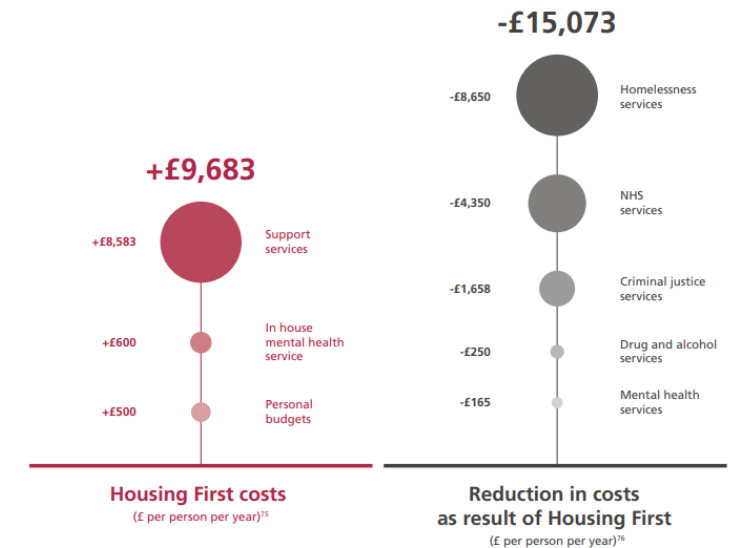 -£15,073
-£8,650
Homelessness
services
+£9,683
-£4,350
NHS
services
+£8,583
Support
services
-£1,658
Criminal justice
services
+£600
In house
mental health
service
-£250
Drug and alcohol
services
+£500
Personal
budgets
-£165
Mental health
services
Housing First costs
(£ per person per year)75
Reduction in costs
as result of Housing First
(£ per person per year)76